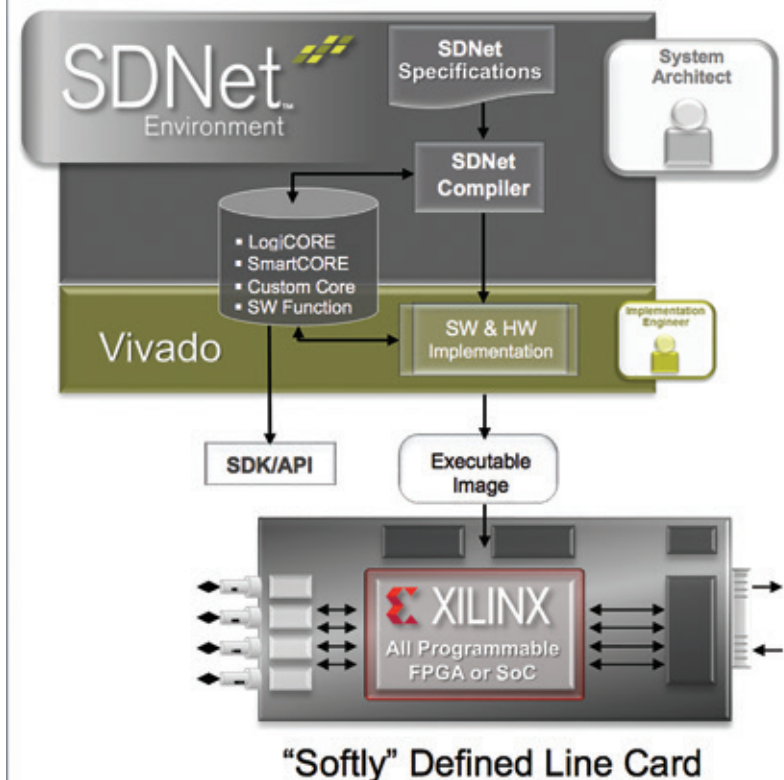 SDNet™
Environment
SDNet
Specifications
System
Architect
SDNet
Compiler
▪ LogiCORE
▪ SmartCORE
▪ Custom Core
▪ SW Function
Vivado
SW & HW
Implementation
Implementation
Engineer
SDK/API
Executable
Image
XILINX
All Programmable
FPGA or SoC
“Softly” Defined Line Card